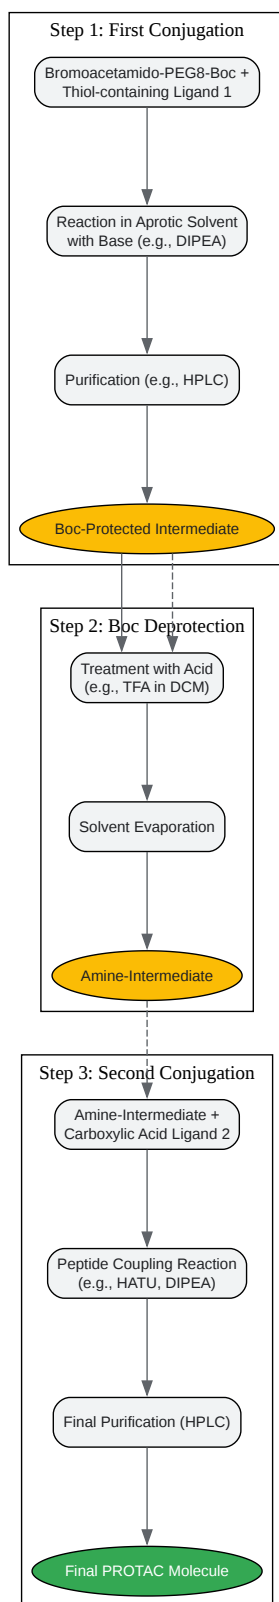 Step 1: First Conjugation
Bromoacetamido-PEG8-Boc +
Thiol-containing Ligand 1
Reaction in Aprotic Solvent
with Base (e.g., DIPEA)
Purification (e.g., HPLC)
Boc-Protected Intermediate
Step 2: Boc Deprotection
Treatment with Acid
(e.g., TFA in DCM)
Solvent Evaporation
Amine-Intermediate
Step 3: Second Conjugation
Amine-Intermediate +
Carboxylic Acid Ligand 2
Peptide Coupling Reaction
(e.g., HATU, DIPEA)
Final Purification (HPLC)
Final PROTAC Molecule